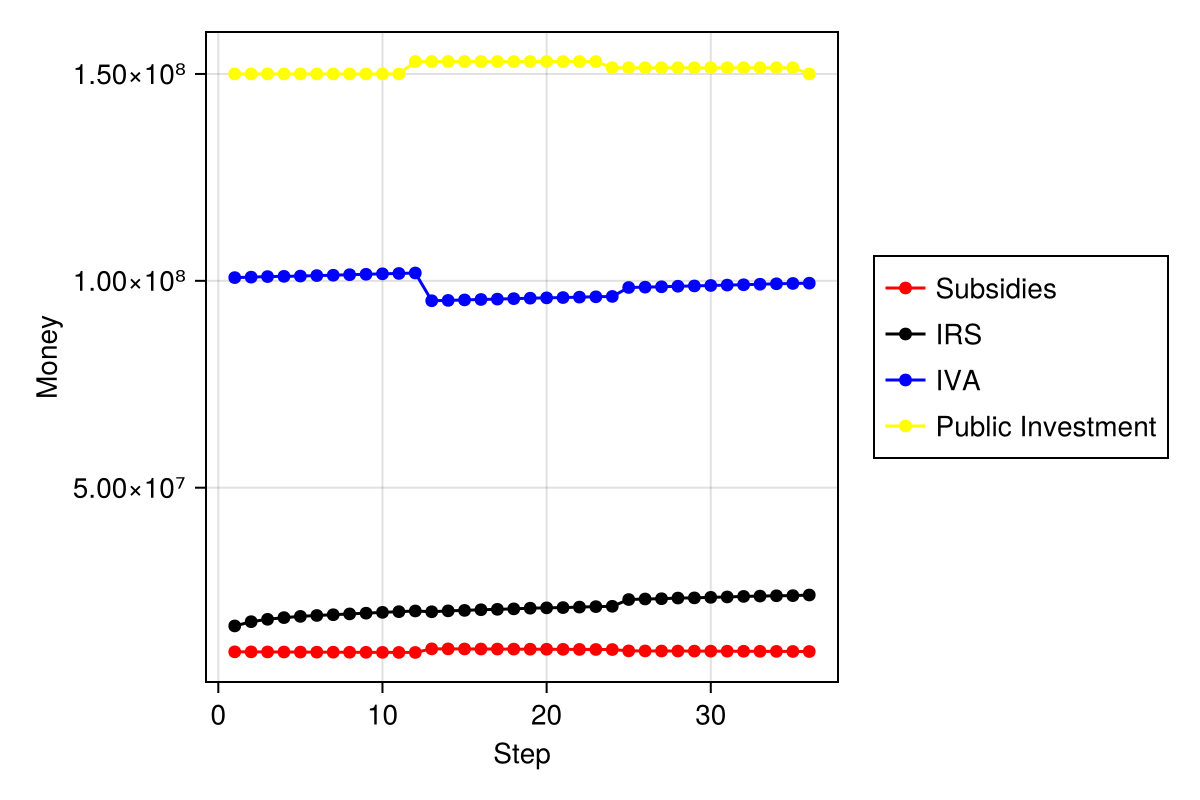 1.50×10⁸
1.00×10⁸
5.00×10⁷
Money
0 10 20 30
Step
Subsidies
IRS
IVA
Public Investment